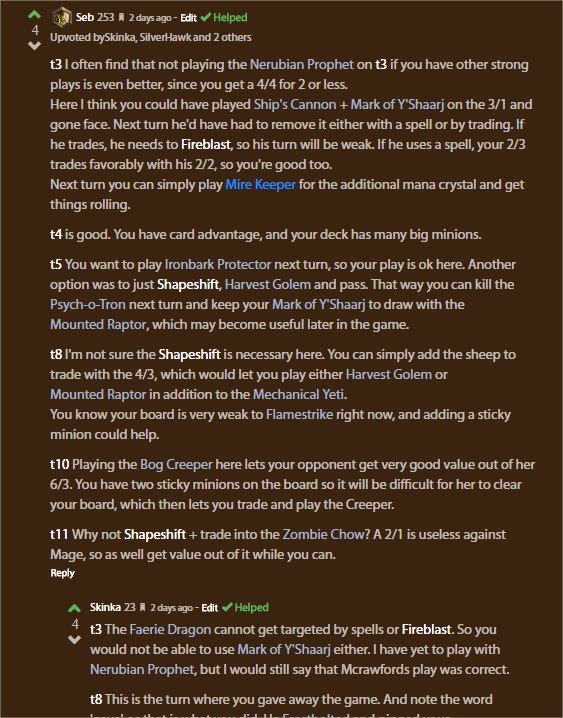 Seb 253 2 days ago - Edit Helped
4
Upvoted bySkinka, SilverHawk and 2 others
t3 I often find that not playing the Nerubian Prophet on t3 if you have other strong
plays is even better, since you get a 4/4 for 2 or less.
Here I think you could have played Ship's Cannon + Mark of Y'Shaarj on the 3/1 and
gone face. Next turn he'd have had to remove it either with a spell or by trading. If
he trades, he needs to Fireblast, so his turn will be weak. If he uses a spell, your 2/3
trades favorably with his 2/2, so you're good too.
Next turn you can simply play Mire Keeper for the additional mana crystal and get
things rolling.
t4 is good. You have card advantage, and your deck has many big minions.
t5 You want to play Ironbark Protector next turn, so your play is ok here. Another
option was to just Shapeshift, Harvest Golem and pass. That way you can kill the
Psych-o-Tron next turn and keep your Mark of Y'Shaarj to draw with the
Mounted Raptor, which may become useful later in the game.
t8 I'm not sure the Shapeshift is necessary here. You can simply add the sheep to
trade with the 4/3, which would let you play either Harvest Golem or
Mounted Raptor in addition to the Mechanical Yeti.
You know your board is very weak to Flamestrike right now, and adding a sticky
minion could help.
t10 Playing the Bog Creeper here lets your opponent get very good value out of her
6/3. You have two sticky minions on the board so it will be difficult for her to clear
your board, which then lets you trade and play the Creeper.
t11 Why not Shapeshift + trade into the Zombie Chow? A 2/1 is useless against
Mage, so as well get value out of it while you can.
Reply
Skinka 23 2 days ago - Edit Helped
4
t3 The Faerie Dragon cannot get targeted by spells or Fireblast. So you
would not be able to use Mark of Y'Shaarj either. I have yet to play with
Nerubian Prophet, but I would still say that Mcrawfords play was correct.
t8 This is the turn where you gave away the game. And note the word